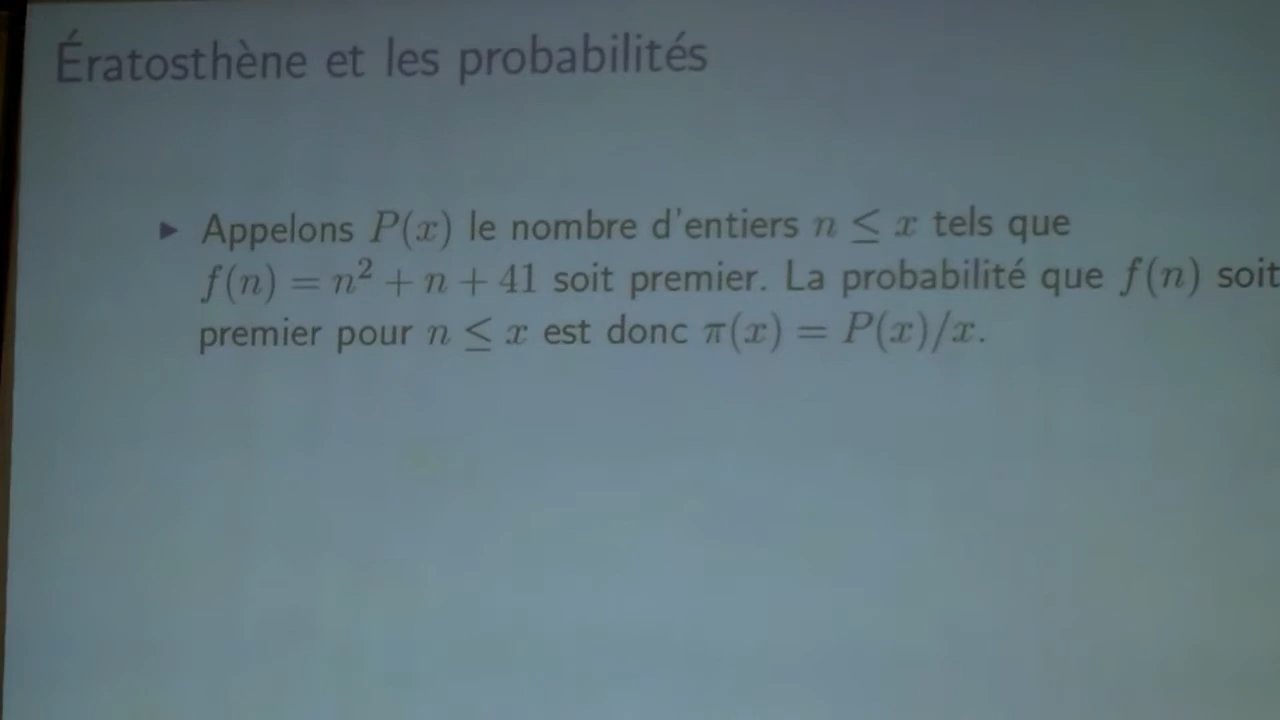 Ératosthène et les probabilités
▶ Appelons P(x) le nombre d'entiers n ≤ x tels que
f(n) = n² + n + 41 soit premier. La probabilité que f(n) soit
premier pour n ≤ x est donc π(x) = P(x)/x.